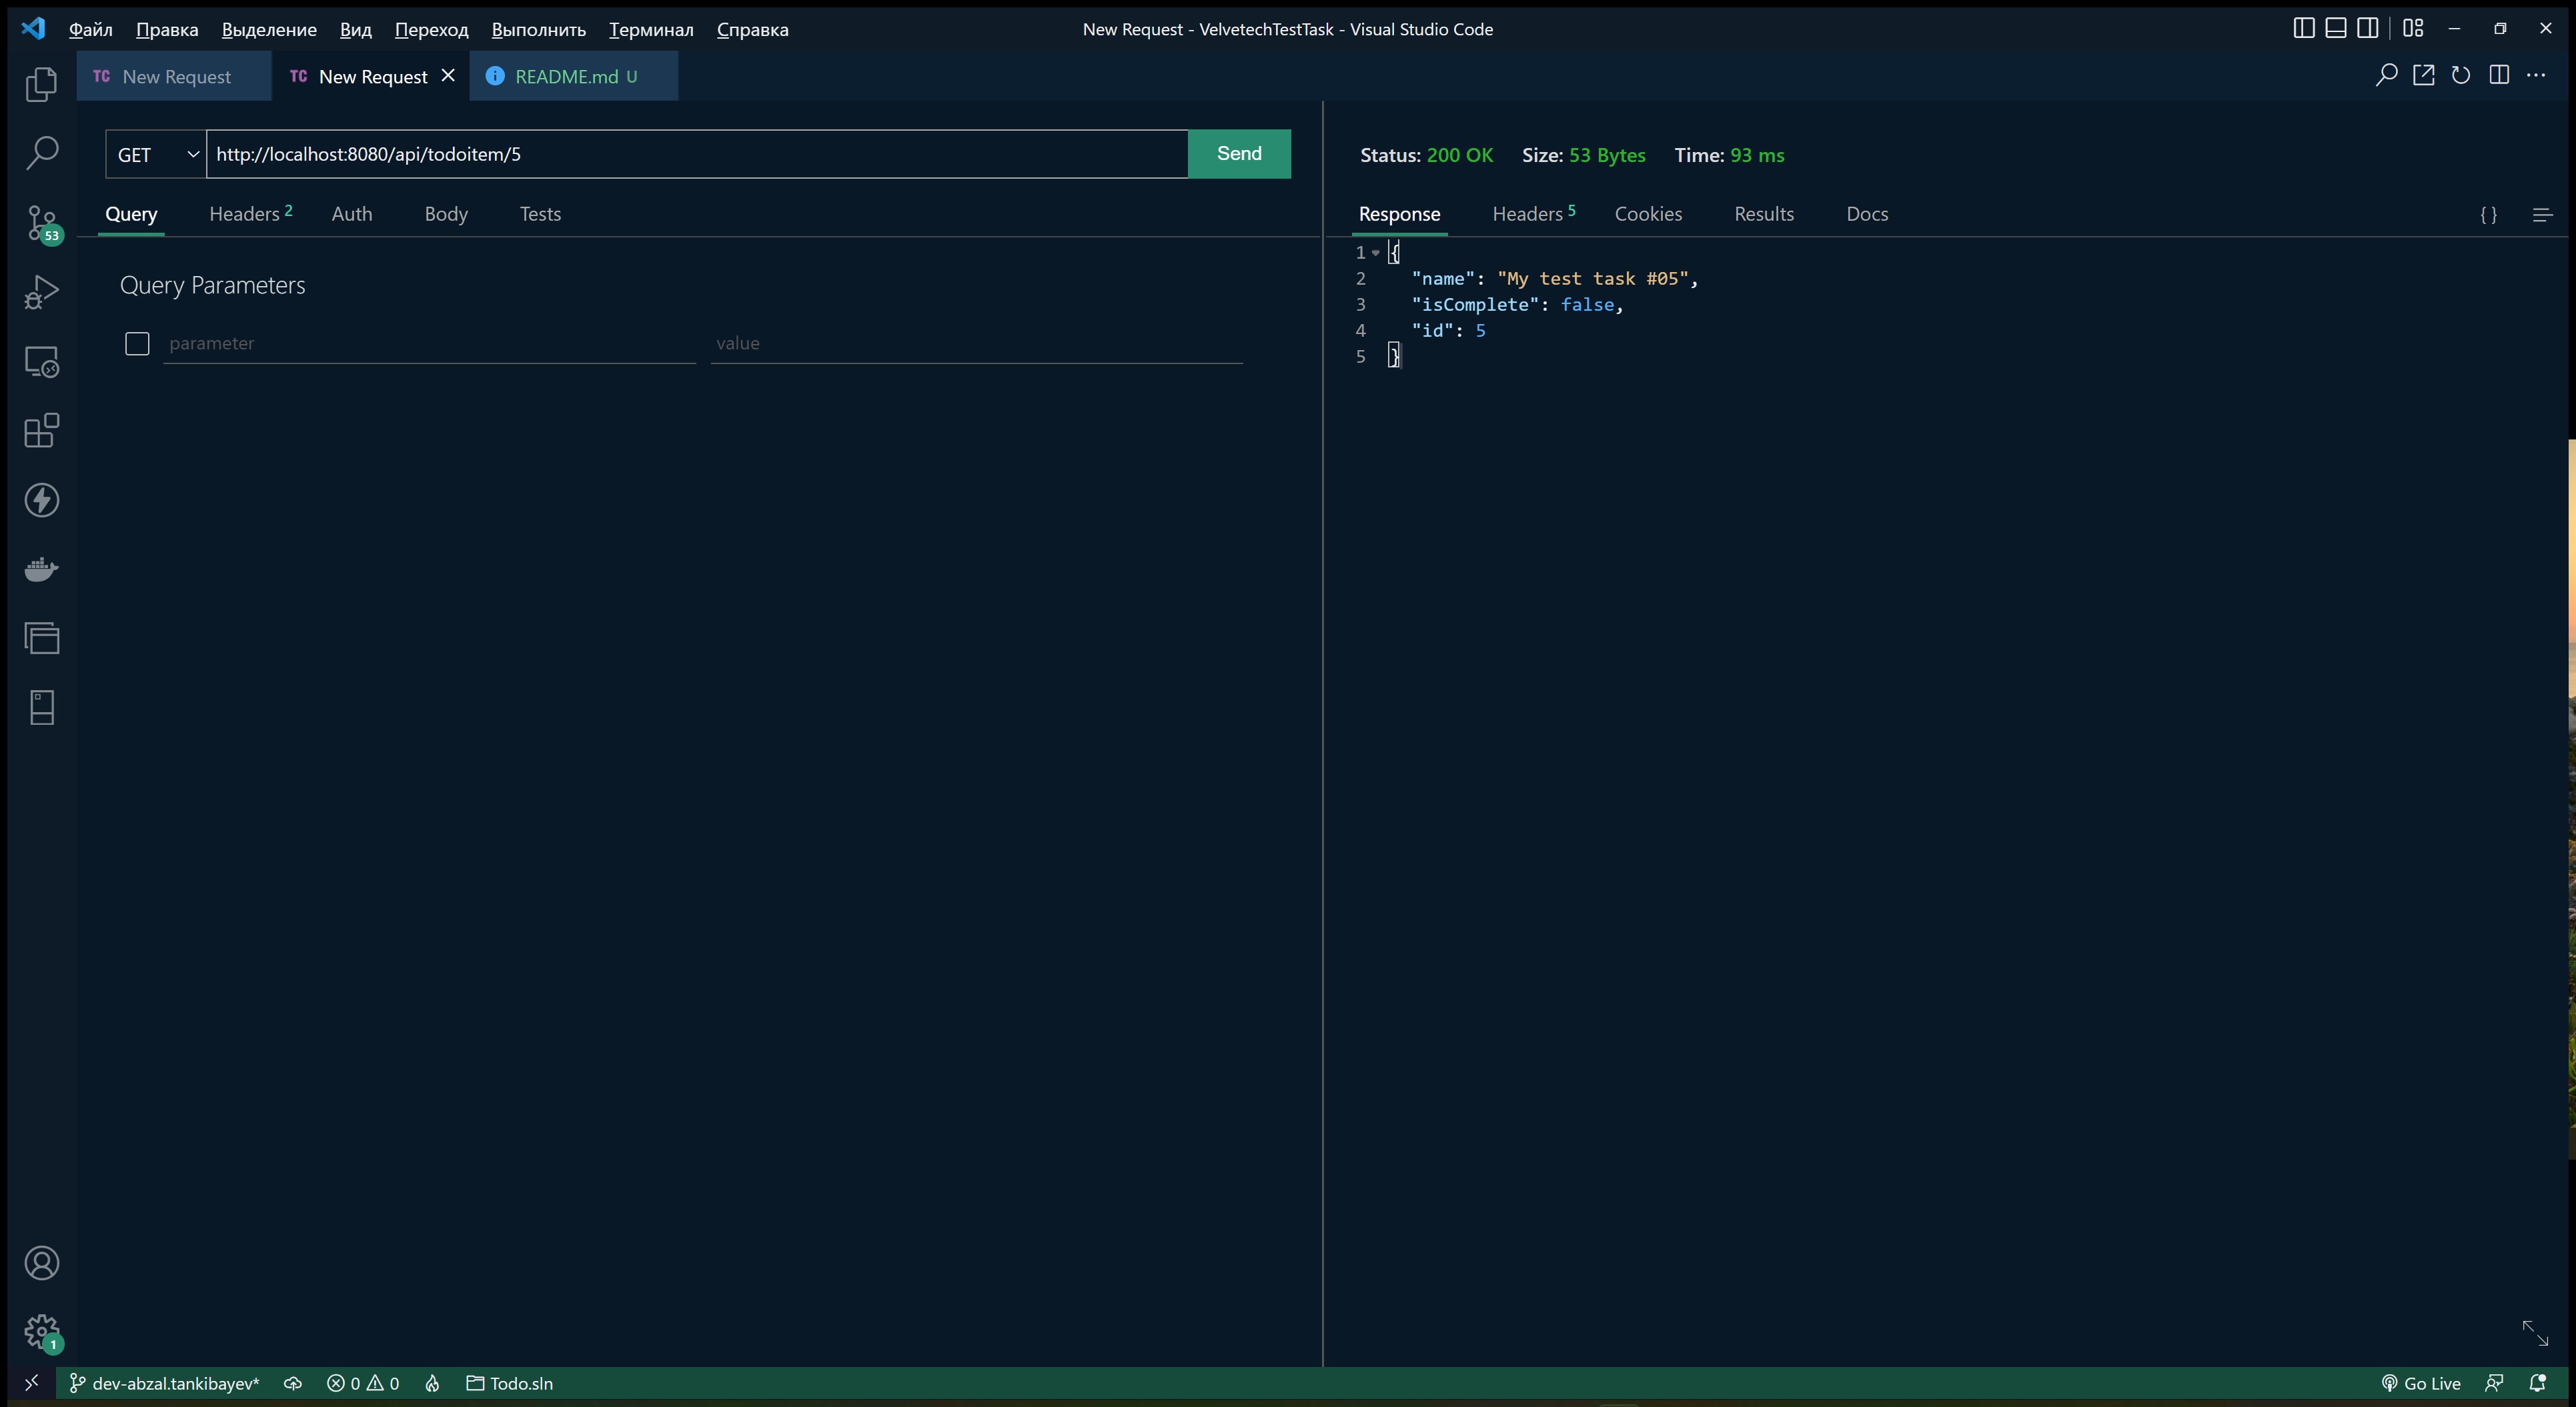 Файл Правка Выделение Вид Переход Выполнить Терминал Справка
New Request - VelvetechTestTask - Visual Studio Code
TC New Request
TC New Request
README.md U
GET
http://localhost:8080/api/todoitem/5
Send
Status: 200 OK Size: 53 Bytes Time: 93 ms
Query Headers 2 Auth Body Tests
Response Headers 5 Cookies Results Docs
{ }
Query Parameters
parameter value
1 {
2 "name": "My test task #05",
3 "isComplete": false,
4 "id": 5
5 }
53
1
dev-abzal.tankibayev* 0 0 Todo.sln
Go Live